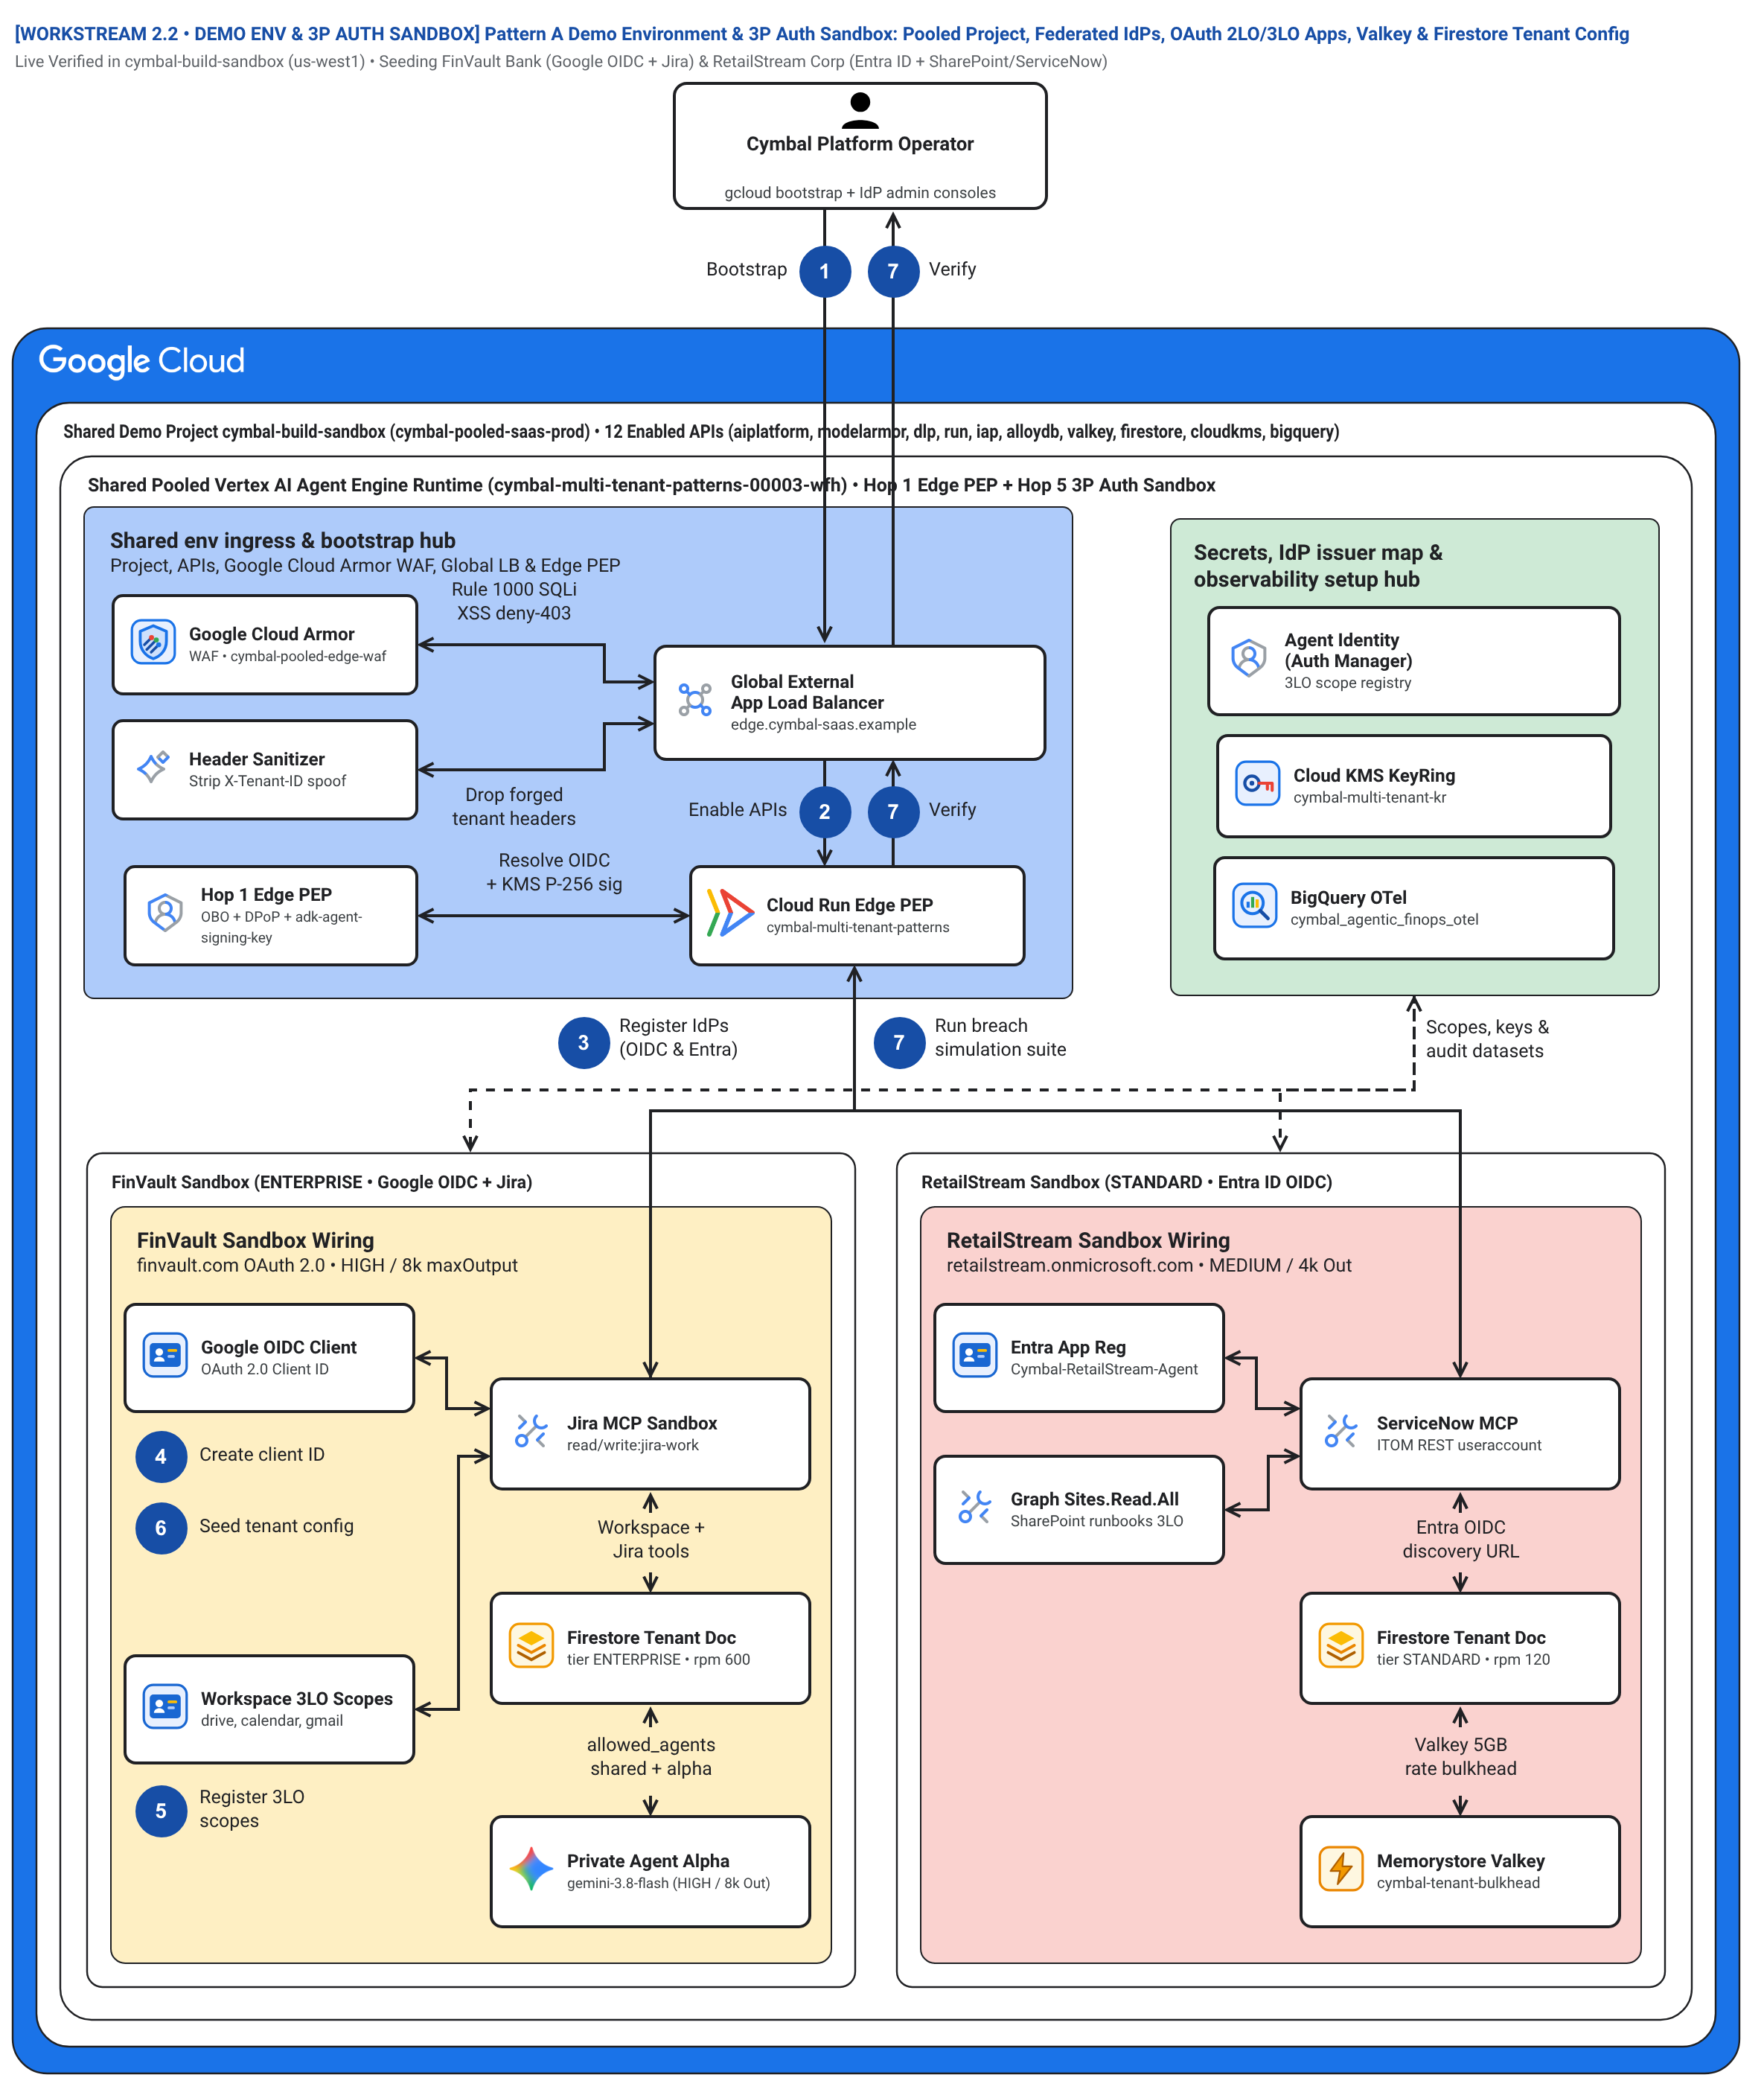 [WORKSTREAM 2.2 • DEMO ENV & 3P AUTH SANDBOX] Pattern A Demo Environment & 3P Auth Sandbox: Pooled Project, Federated IdPs, OAuth 2LO/3LO Apps, Valkey & Firestore Tenant Config
Live Verified in cymbal-build-sandbox (us-west1) • Seeding FinVault Bank (Google OIDC + Jira) & RetailStream Corp (Entra ID + SharePoint/ServiceNow)
Cymbal Platform Operator
gcloud bootstrap + IdP admin consoles
Bootstrap
1
7
Verify
Google Cloud
Shared Demo Project cymbal-build-sandbox (cymbal-pooled-saas-prod) • 12 Enabled APIs (aiplatform, modelarmor, dlp, run, iap, alloydb, valkey, firestore, cloudkms, bigquery)
Shared Pooled Vertex AI Agent Engine Runtime (cymbal-multi-tenant-patterns-00003-wfh) • Hop 1 Edge PEP + Hop 5 3P Auth Sandbox
Shared env ingress & bootstrap hub
Project, APIs, Google Cloud Armor WAF, Global LB & Edge PEP
Rule 1000 SQLi
XSS deny-403
Google Cloud Armor
WAF • cymbal-pooled-edge-waf
Global External
App Load Balancer
edge.cymbal-saas.example
Header Sanitizer
Strip X-Tenant-ID spoof
Drop forged
tenant headers
Enable APIs
2
7
Verify
Resolve OIDC
+ KMS P-256 sig
Hop 1 Edge PEP
OBO + DPoP + adk-agent-
signing-key
Cloud Run Edge PEP
cymbal-multi-tenant-patterns
Secrets, IdP issuer map &
observability setup hub
Agent Identity
(Auth Manager)
3LO scope registry
Cloud KMS KeyRing
cymbal-multi-tenant-kr
BigQuery OTel
cymbal_agentic_finops_otel
3
Register IdPs
(OIDC & Entra)
7
Run breach
simulation suite
Scopes, keys &
audit datasets
FinVault Sandbox (ENTERPRISE • Google OIDC + Jira)
FinVault Sandbox Wiring
finvault.com OAuth 2.0 • HIGH / 8k maxOutput
Google OIDC Client
OAuth 2.0 Client ID
4
Create client ID
6
Seed tenant config
Jira MCP Sandbox
read/write:jira-work
Workspace +
Jira tools
Firestore Tenant Doc
tier ENTERPRISE • rpm 600
Workspace 3LO Scopes
drive, calendar, gmail
5
Register 3LO
scopes
allowed_agents
shared + alpha
Private Agent Alpha
gemini-3.8-flash (HIGH / 8k Out)
RetailStream Sandbox (STANDARD • Entra ID OIDC)
RetailStream Sandbox Wiring
retailstream.onmicrosoft.com • MEDIUM / 4k Out
Entra App Reg
Cymbal-RetailStream-Agent
ServiceNow MCP
ITOM REST useraccount
Graph Sites.Read.All
SharePoint runbooks 3LO
Entra OIDC
discovery URL
Firestore Tenant Doc
tier STANDARD • rpm 120
Valkey 5GB
rate bulkhead
Memorystore Valkey
cymbal-tenant-bulkhead